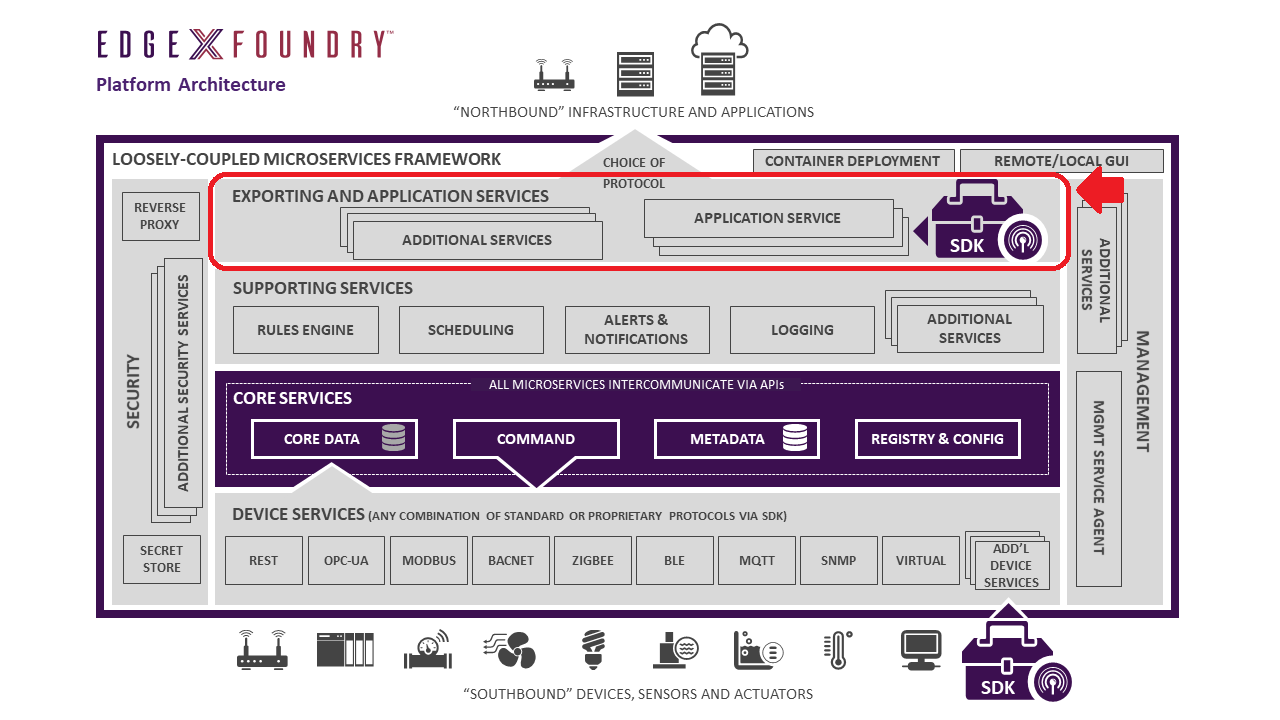 EDGE X FOUNDRY™
Platform Architecture
“NORTHBOUND” INFRASTRUCTURE AND APPLICATIONS
LOOSELY-COUPLED MICROSERVICES FRAMEWORK
CHOICE OF
PROTOCOL
CONTAINER DEPLOYMENT
REMOTE/LOCAL GUI
REVERSE
PROXY
SECURITY
ADDITIONAL SECURITY SERVICES
SECRET
STORE
EXPORTING AND APPLICATION SERVICES
ADDITIONAL SERVICES
APPLICATION SERVICE
SDK
SUPPORTING SERVICES
RULES ENGINE
SCHEDULING
ALERTS &
NOTIFICATIONS
LOGGING
ADDITIONAL
SERVICES
ALL MICROSERVICES INTERCOMMUNICATE VIA APIs
CORE SERVICES
CORE DATA
COMMAND
METADATA
REGISTRY & CONFIG
DEVICE SERVICES (ANY COMBINATION OF STANDARD OR PROPRIETARY PROTOCOLS VIA SDK)
REST
OPC-UA
MODBUS
BACNET
ZIGBEE
BLE
MQTT
SNMP
VIRTUAL
ADD’L
DEVICE
SERVICES
ADDITIONAL
SERVICES
MANAGEMENT
MGMT SERVICE AGENT
SDK
“SOUTHBOUND” DEVICES, SENSORS AND ACTUATORS